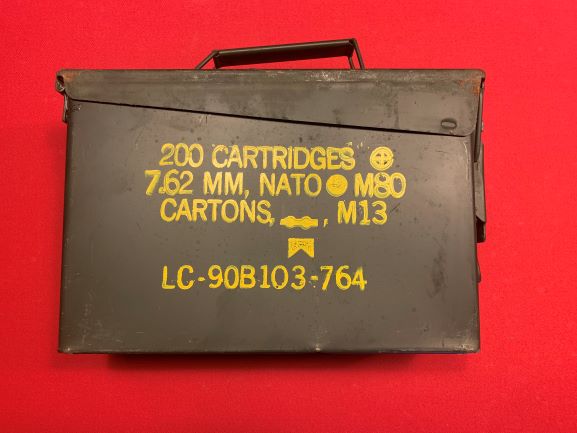 200 CARTRIDGES
7.62 MM, NATO M80
CARTONS, , M13
LC-90B103-764